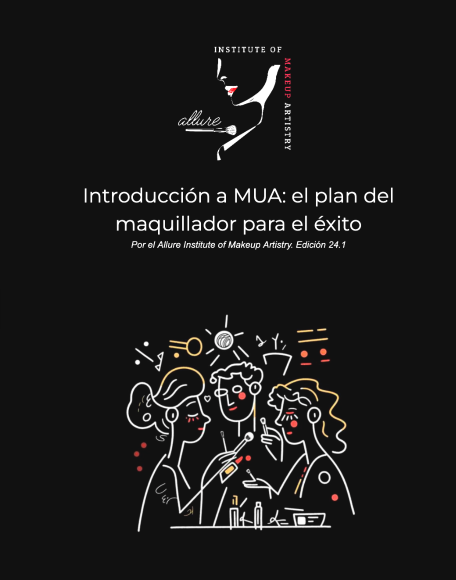 INSTITUTE OF
MAKEUP ARTISTRY
allure
Introducción a MUA: el plan del
maquillador para el éxito
Por el Allure Institute of Makeup Artistry. Edición 24.1